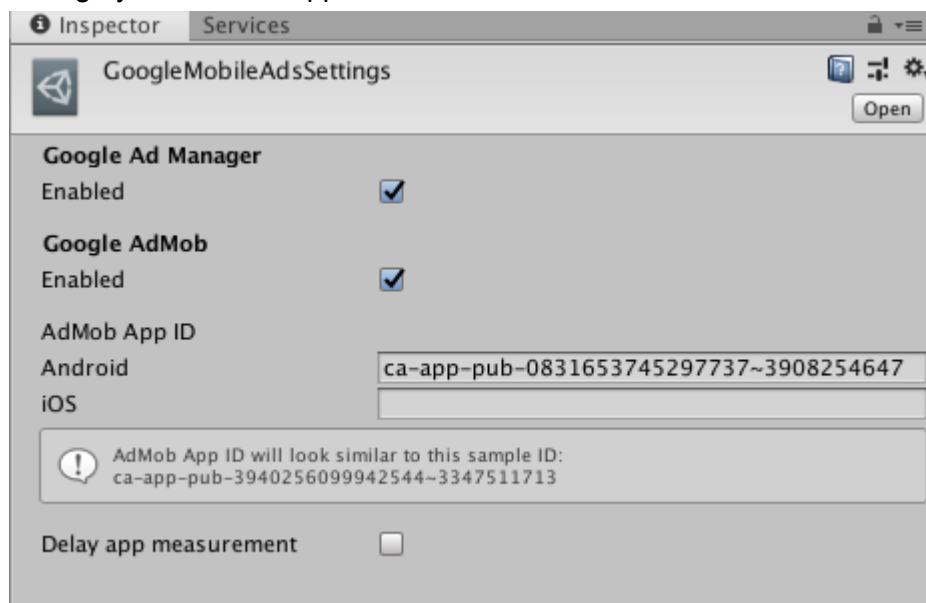 Inspector Services
GoogleMobileAdsSettings
Open
Google Ad Manager
Enabled
Google AdMob
Enabled
AdMob App ID
Android ca-app-pub-0831653745297737~3908254647
iOS
AdMob App ID will look similar to this sample ID:
ca-app-pub-3940256099942544~3347511713
Delay app measurement